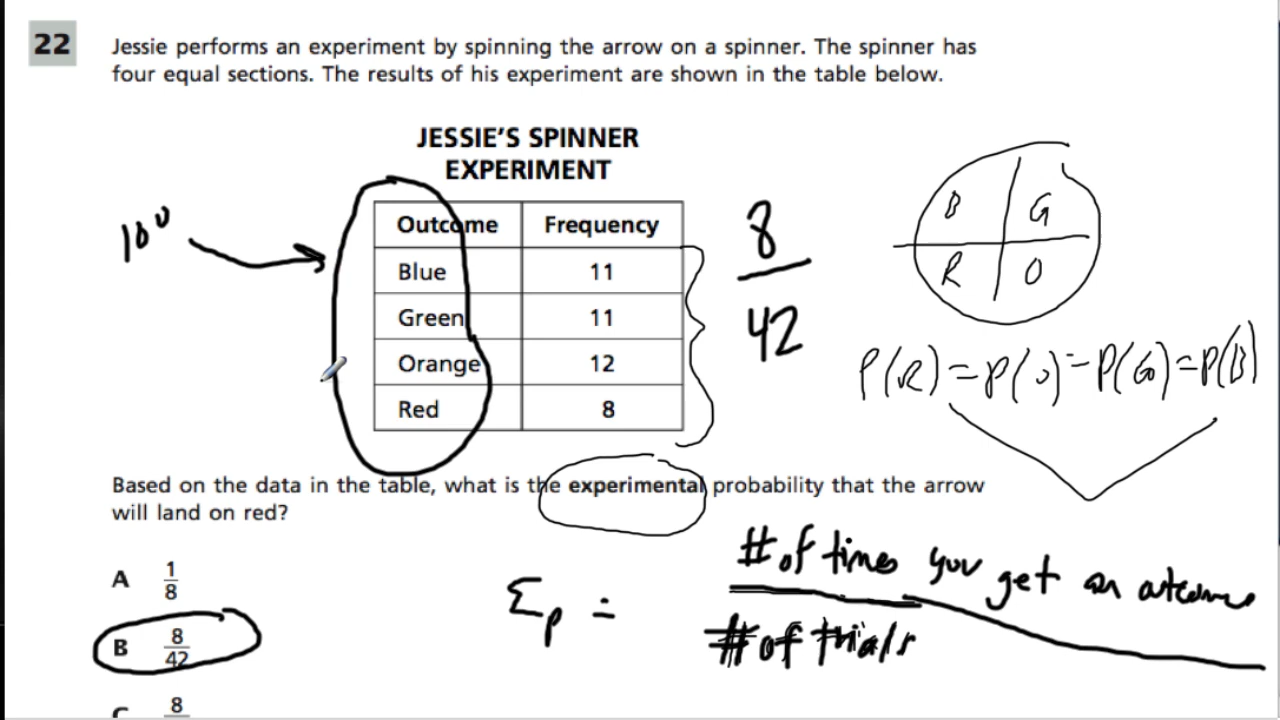 22
Jessie performs an experiment by spinning the arrow on a spinner. The spinner has
four equal sections. The results of his experiment are shown in the table below.
JESSIE'S SPINNER
EXPERIMENT
Outcome Frequency
Blue 11
Green 11
Orange 12
Red 8
8
42
B G
R O
P(R) = P(O) = P(G) = P(B)
Based on the data in the table, what is the experimental probability that the arrow
will land on red?
# of times you get an outcome
Ep =
# of trials
A 1/8
B 8/42
C 8